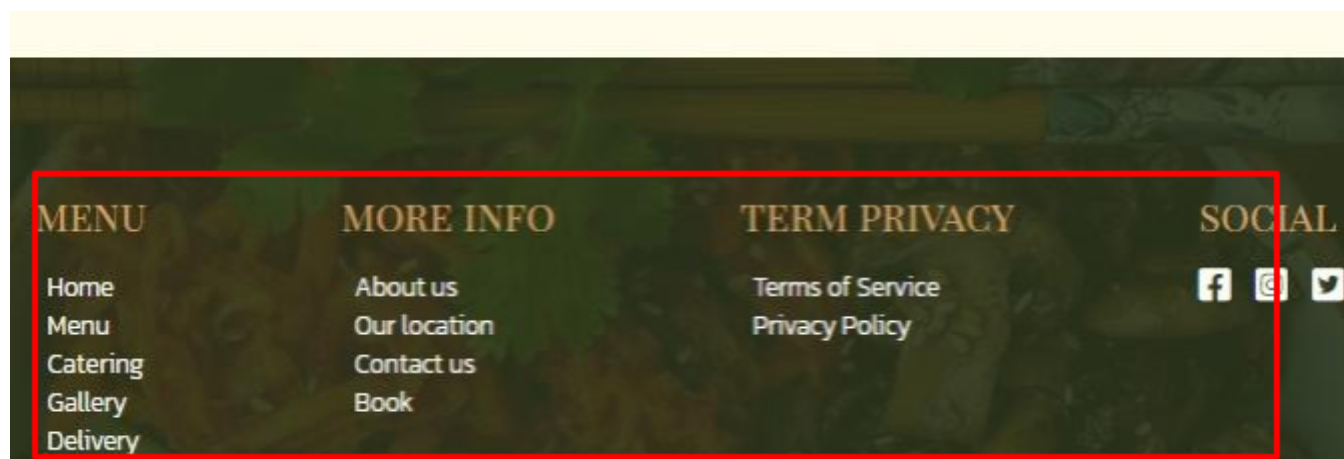 MENU
Home
Menu
Catering
Gallery
Delivery
MORE INFO
About us
Our location
Contact us
Book
TERM PRIVACY
Terms of Service
Privacy Policy
SOCIAL